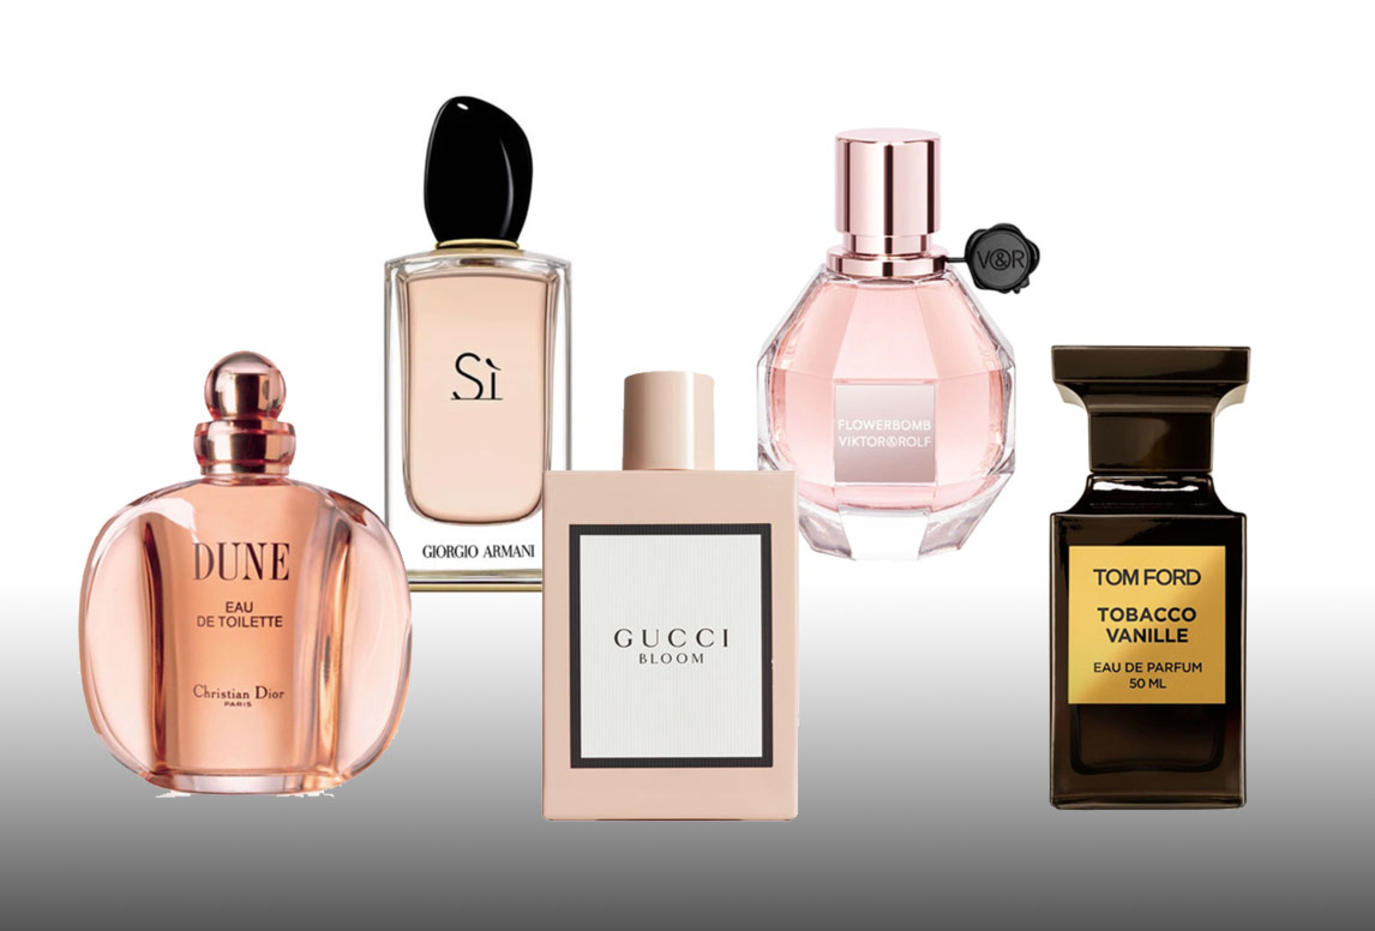 Sì
GIORGIO ARMANI
V&R
FLOWERBOMB
VIKTOR&ROLF
DUNE
EAU
DE TOILETTE
Christian Dior
PARIS
GUCCI
BLOOM
TOM FORD
TOBACCO
VANILLE
EAU DE PARFUM
50 ML